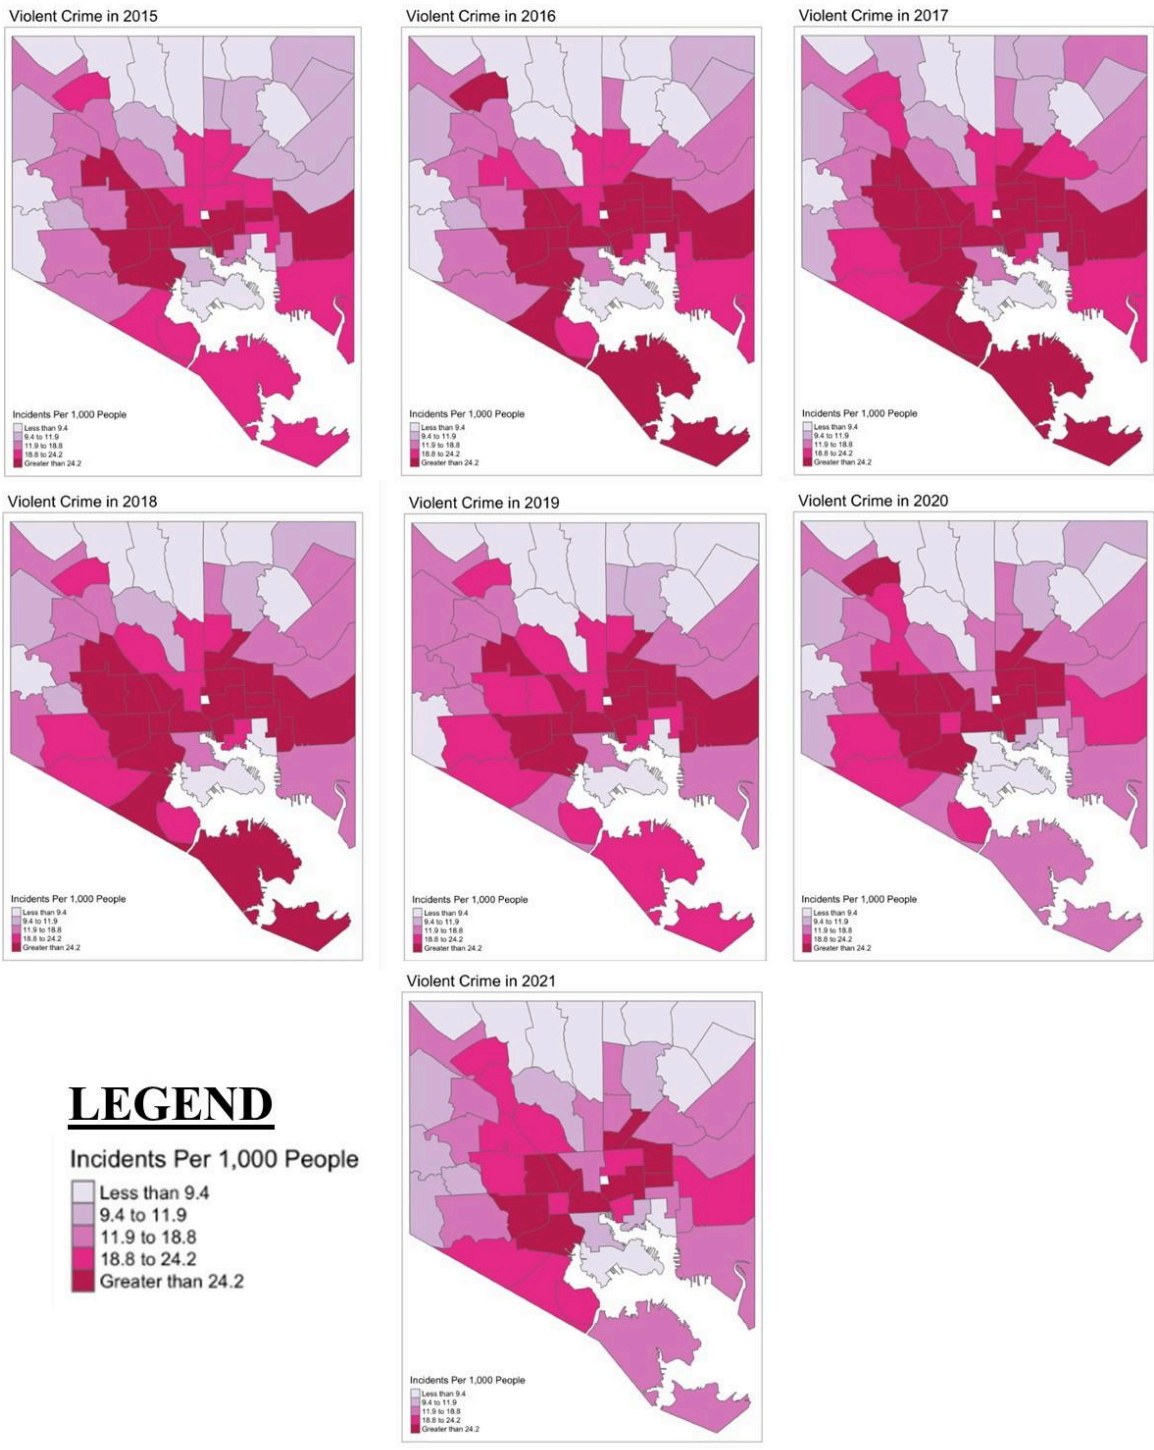 Violent Crime in 2015
Incidents Per 1,000 People
Less than 9.4
9.4 to 11.9
11.9 to 18.8
18.8 to 24.2
Greater than 24.2
Violent Crime in 2016
Incidents Per 1,000 People
Less than 9.4
9.4 to 11.9
11.9 to 18.8
18.8 to 24.2
Greater than 24.2
Violent Crime in 2017
Incidents Per 1,000 People
Less than 9.4
9.4 to 11.9
11.9 to 18.8
18.8 to 24.2
Greater than 24.2
Violent Crime in 2018
Incidents Per 1,000 People
Less than 9.4
9.4 to 11.9
11.9 to 18.8
18.8 to 24.2
Greater than 24.2
Violent Crime in 2019
Incidents Per 1,000 People
Less than 9.4
9.4 to 11.9
11.9 to 18.8
18.8 to 24.2
Greater than 24.2
Violent Crime in 2020
Incidents Per 1,000 People
Less than 9.4
9.4 to 11.9
11.9 to 18.8
18.8 to 24.2
Greater than 24.2
LEGEND
Incidents Per 1,000 People
Less than 9.4
9.4 to 11.9
11.9 to 18.8
18.8 to 24.2
Greater than 24.2
Violent Crime in 2021
Incidents Per 1,000 People
Less than 9.4
9.4 to 11.9
11.9 to 18.8
18.8 to 24.2
Greater than 24.2